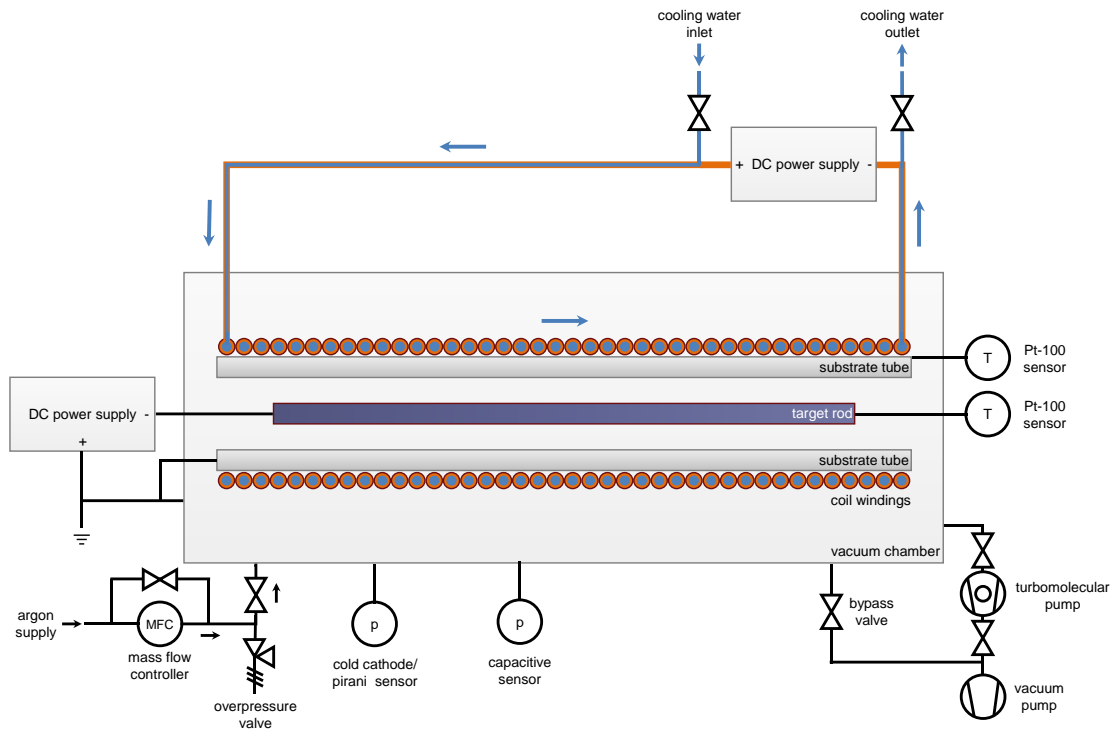 cooling water
inlet
cooling water
outlet
+ DC power supply -
substrate tube
T
Pt-100
sensor
DC power supply -
+
target rod
T
Pt-100
sensor
substrate tube
coil windings
vacuum chamber
argon
supply
MFC
mass flow
controller
overpressure
valve
p
cold cathode/
pirani sensor
p
capacitive
sensor
bypass
valve
turbomolecular
pump
vacuum
pump